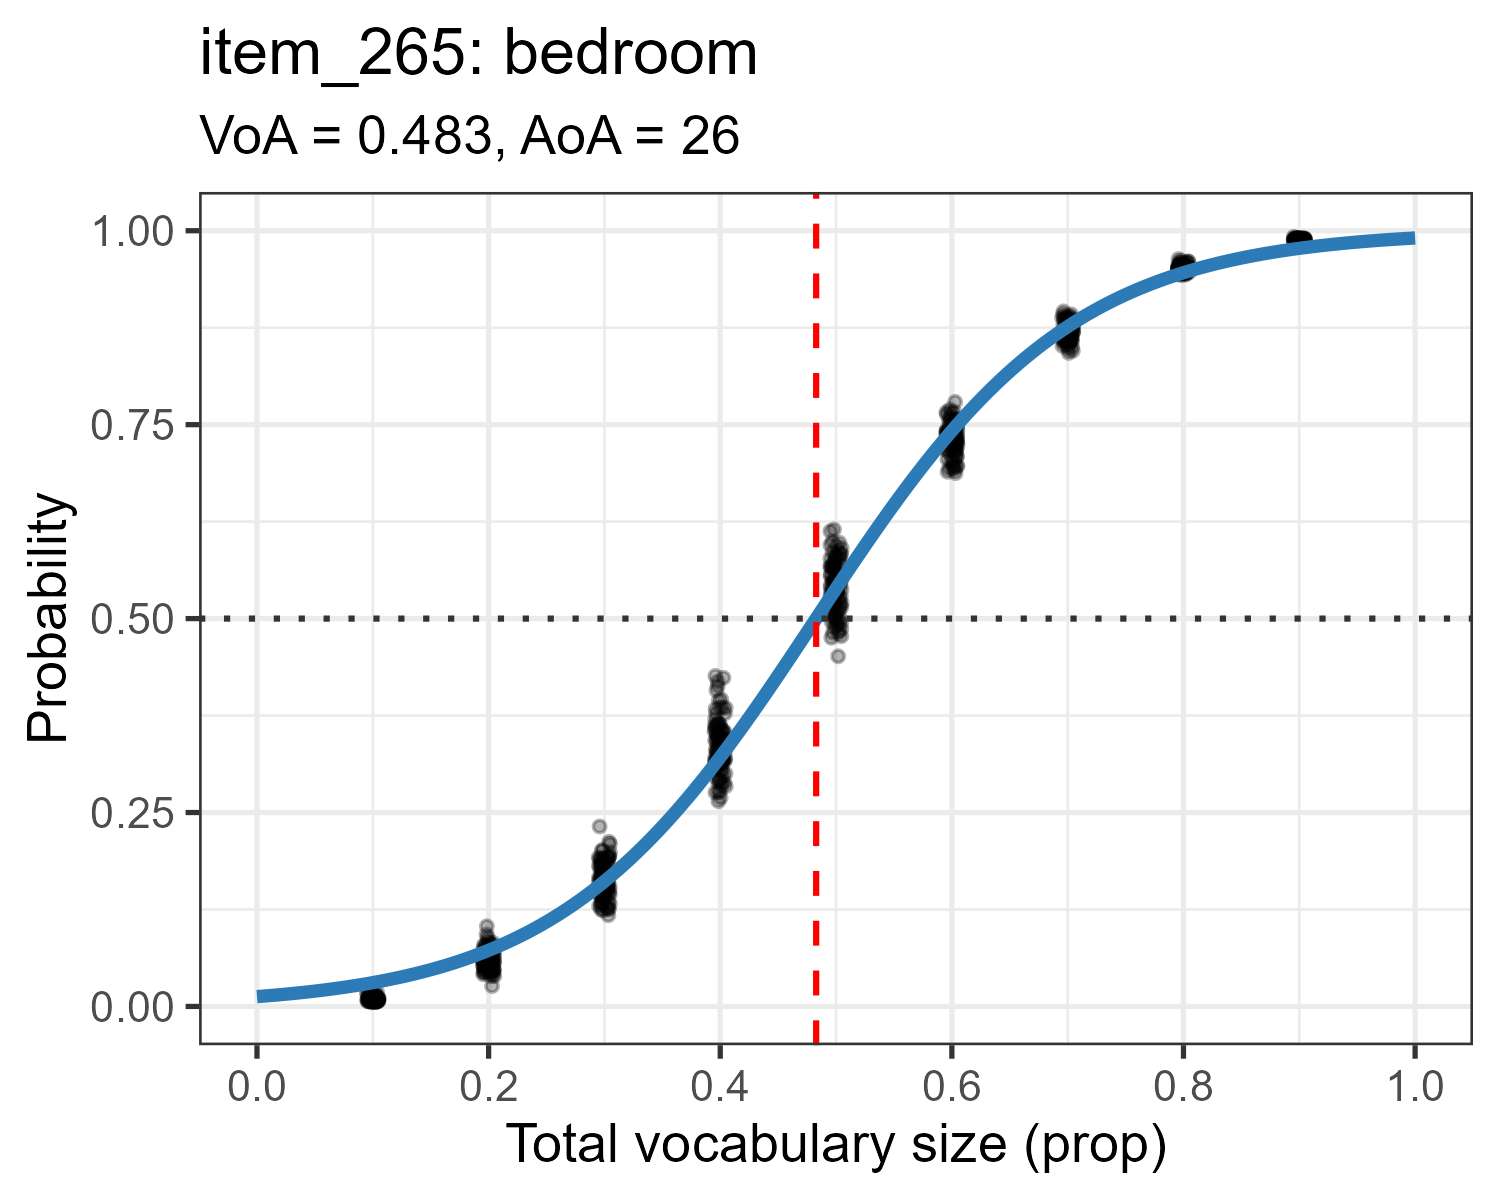 item_265: bedroom
VoA = 0.483, AoA = 26
1.00
0.75
0.50
0.25
0.00
Probability
0.0 0.2 0.4 0.6 0.8 1.0
Total vocabulary size (prop)